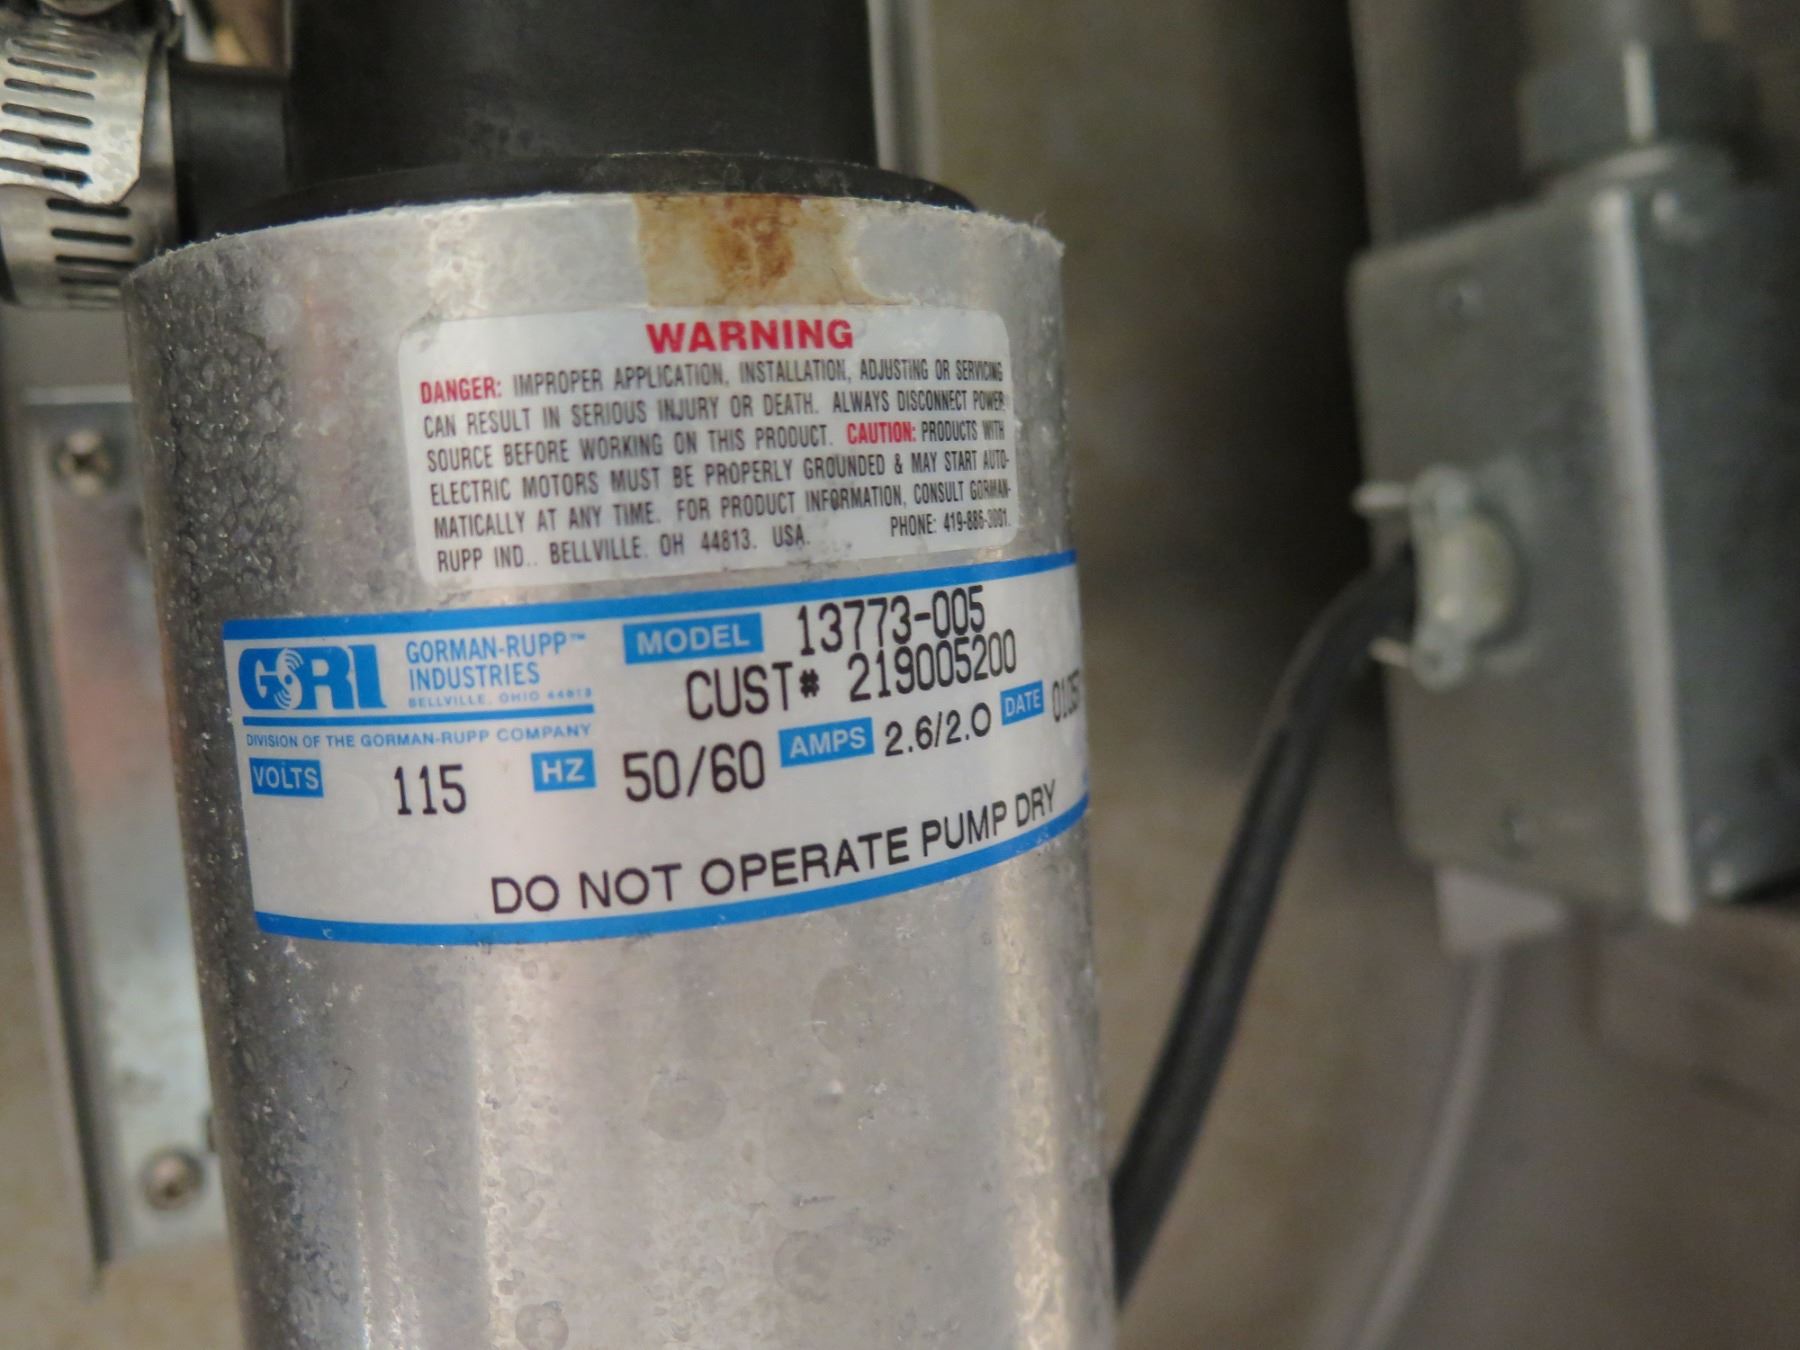 WARNING
DANGER: IMPROPER APPLICATION, INSTALLATION, ADJUSTING OR SERVICING
CAN RESULT IN SERIOUS INJURY OR DEATH. ALWAYS DISCONNECT POWER
SOURCE BEFORE WORKING ON THIS PRODUCT. CAUTION: PRODUCTS WITH
ELECTRIC MOTORS MUST BE PROPERLY GROUNDED & MAY START AUTO-
MATICALLY AT ANY TIME. FOR PRODUCT INFORMATION, CONSULT GORMAN-
RUPP IND.. BELLVILLE. OH 44813. USA. PHONE: 419-886-3001.
GRI GORMAN-RUPP™ INDUSTRIES
BELLVILLE, OHIO 44813
DIVISION OF THE GORMAN-RUPP COMPANY
MODEL 13773-005
CUST# 219005200
VOLTS 115 HZ 50/60 AMPS 2.6/2.0 DATE
DO NOT OPERATE PUMP DRY